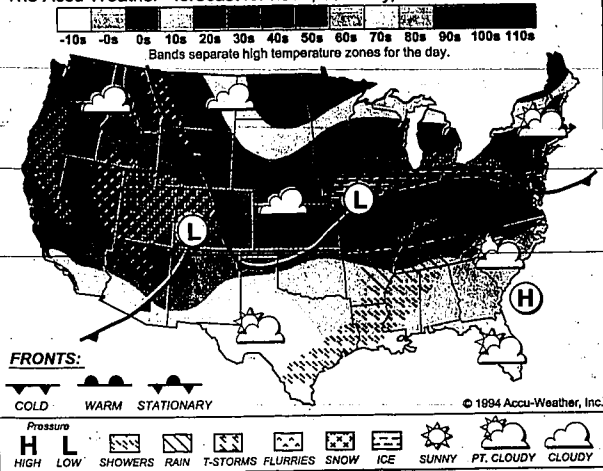 -10s -0s 0s 10s 20s 30s 40s 50s 60s 70s 80s 90s 100s 110s
Bands separate high temperature zones for the day.
L
L
H
FRONTS:
COLD WARM STATIONARY
© 1994 Accu-Weather, Inc.
Pressure
H L
HIGH LOW SHOWERS RAIN T-STORMS FLURRIES SNOW ICE SUNNY PT. CLOUDY CLOUDY